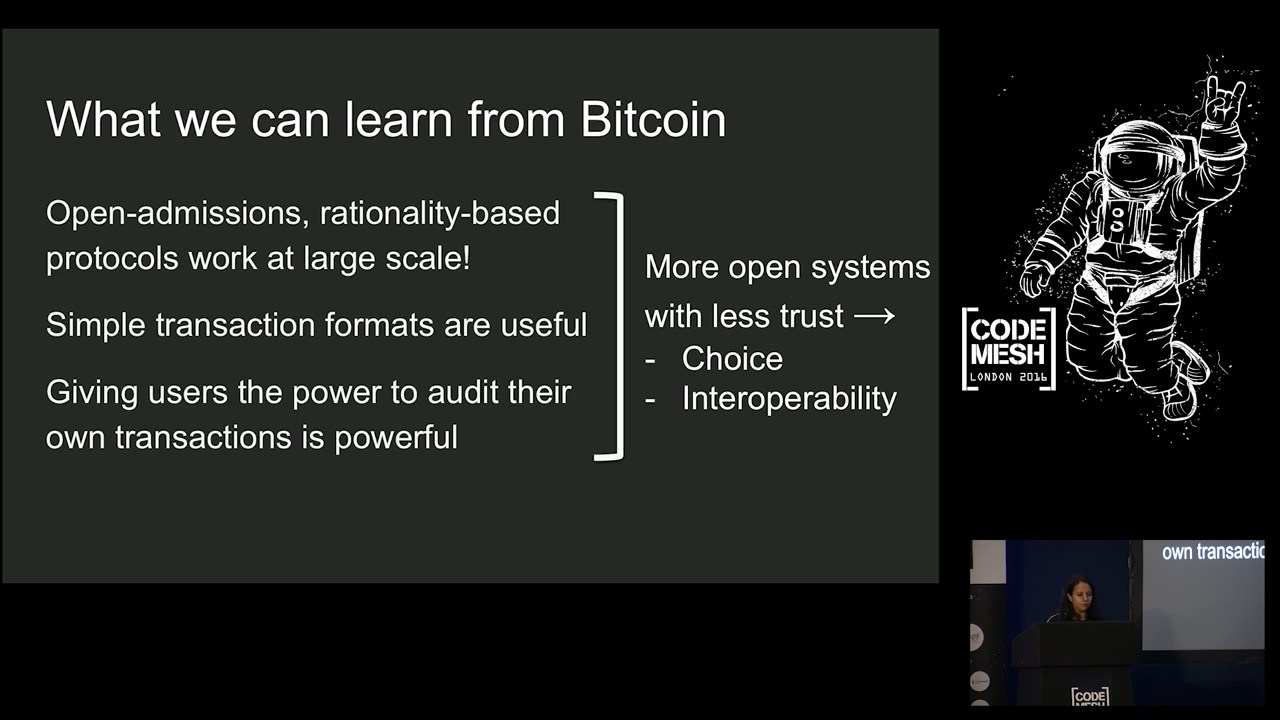 What we can learn from Bitcoin
Open-admissions, rationality-based
protocols work at large scale!
Simple transaction formats are useful
Giving users the power to audit their
own transactions is powerful
More open systems
with less trust →
- Choice
- Interoperability
CODE
MESH
LONDON 2016
own transactio
CODE
MESH